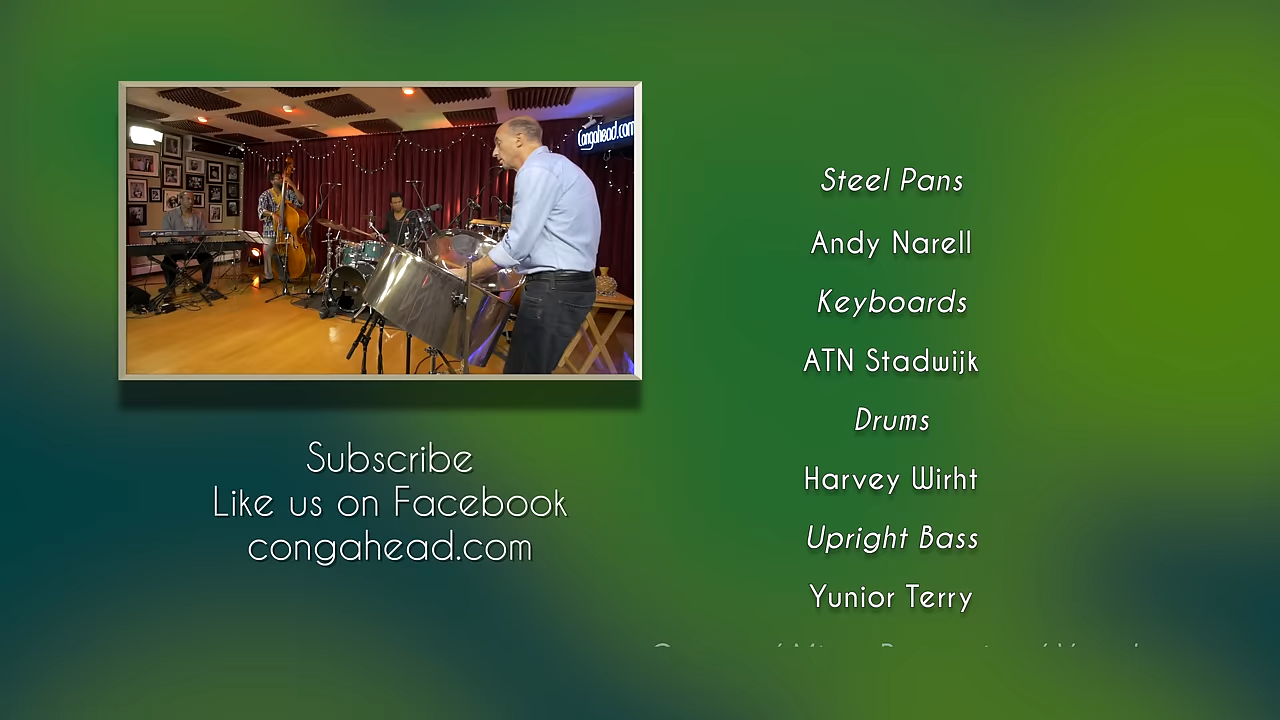 Congahead.com
Subscribe
Like us on Facebook
congahead.com
Steel Pans
Andy Narell
Keyboards
ATN Stadwijk
Drums
Harvey Wirht
Upright Bass
Yunior Terry